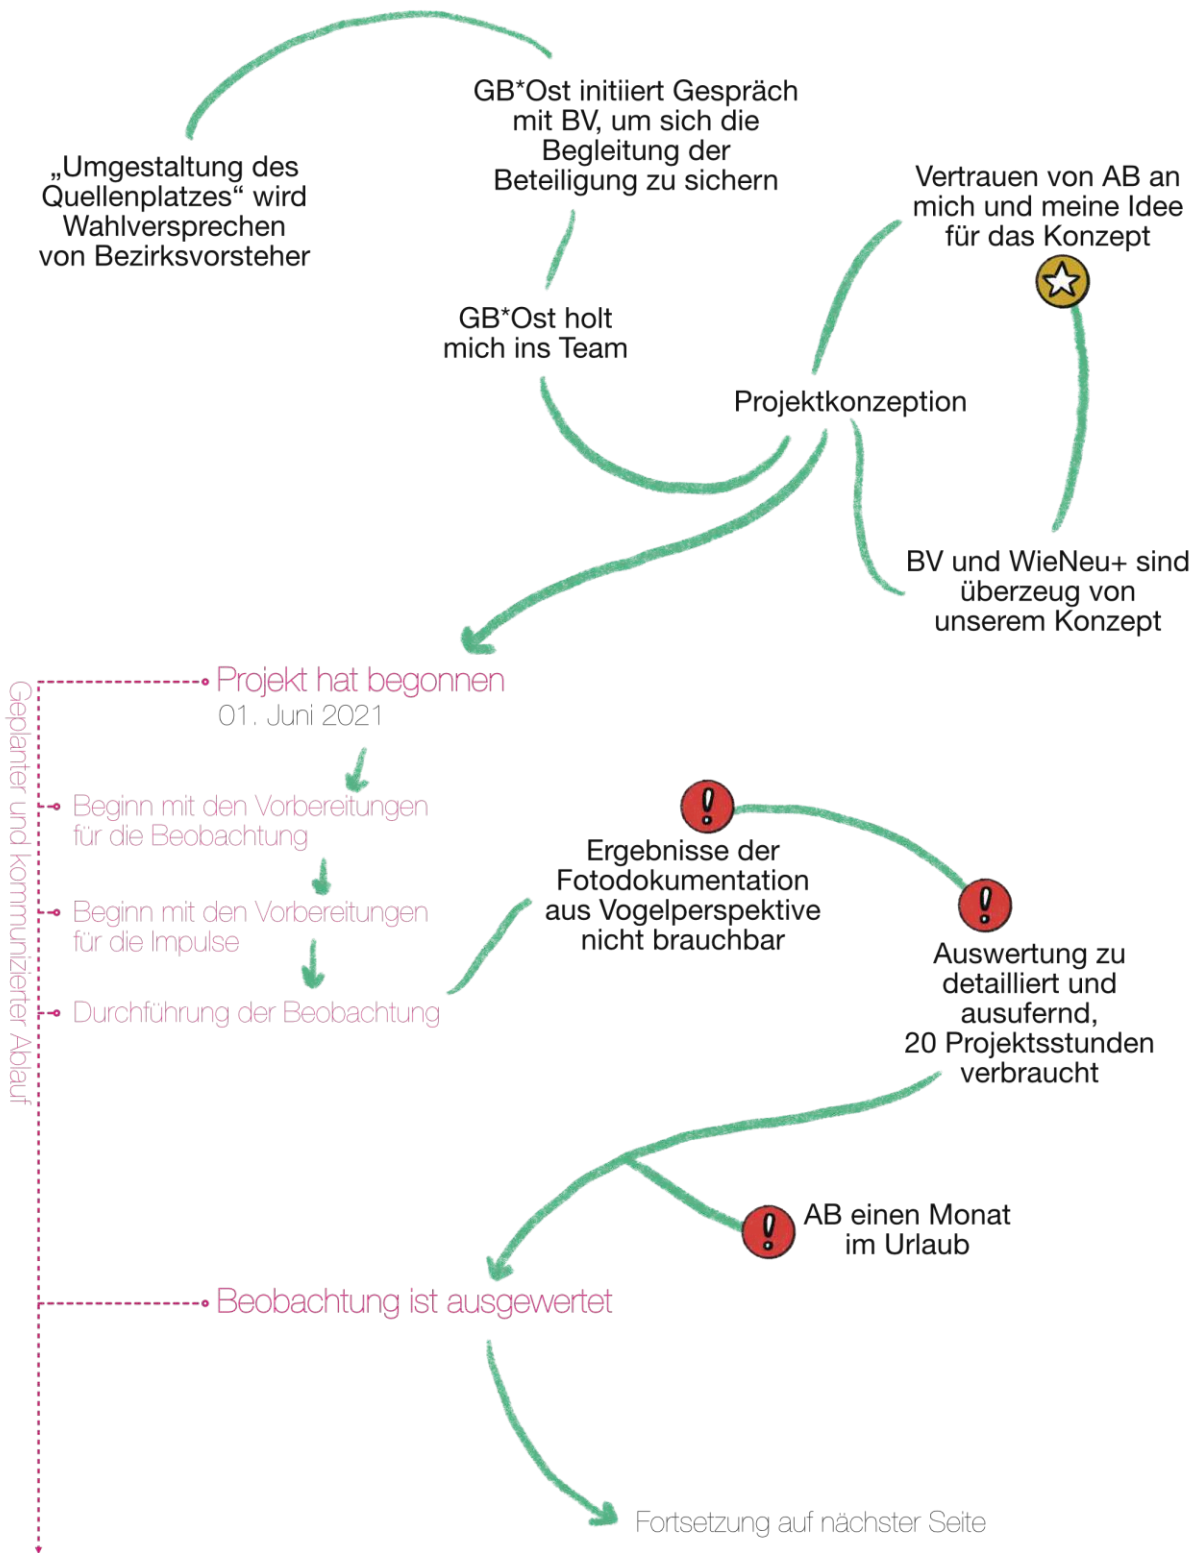 „Umgestaltung des
Quellenplatzes“ wird
Wahlversprechen
von Bezirksvorsteher
GB*Ost initiiert Gespräch
mit BV, um sich die
Begleitung der
Beteiligung zu sichern
GB*Ost holt
mich ins Team
Vertrauen von AB an
mich und meine Idee
für das Konzept
Projektkonzeption
BV und WieNeu+ sind
überzeug von
unserem Konzept
Geplanter und kommunizierter Ablauf
Projekt hat begonnen
01. Juni 2021
Beginn mit den Vorbereitungen
für die Beobachtung
Beginn mit den Vorbereitungen
für die Impulse
Durchführung der Beobachtung
Ergebnisse der
Fotodokumentation
aus Vogelperspektive
nicht brauchbar
Auswertung zu
detailliert und
ausufernd,
20 Projektsstunden
verbraucht
AB einen Monat
im Urlaub
Beobachtung ist ausgewertet
Fortsetzung auf nächster Seite